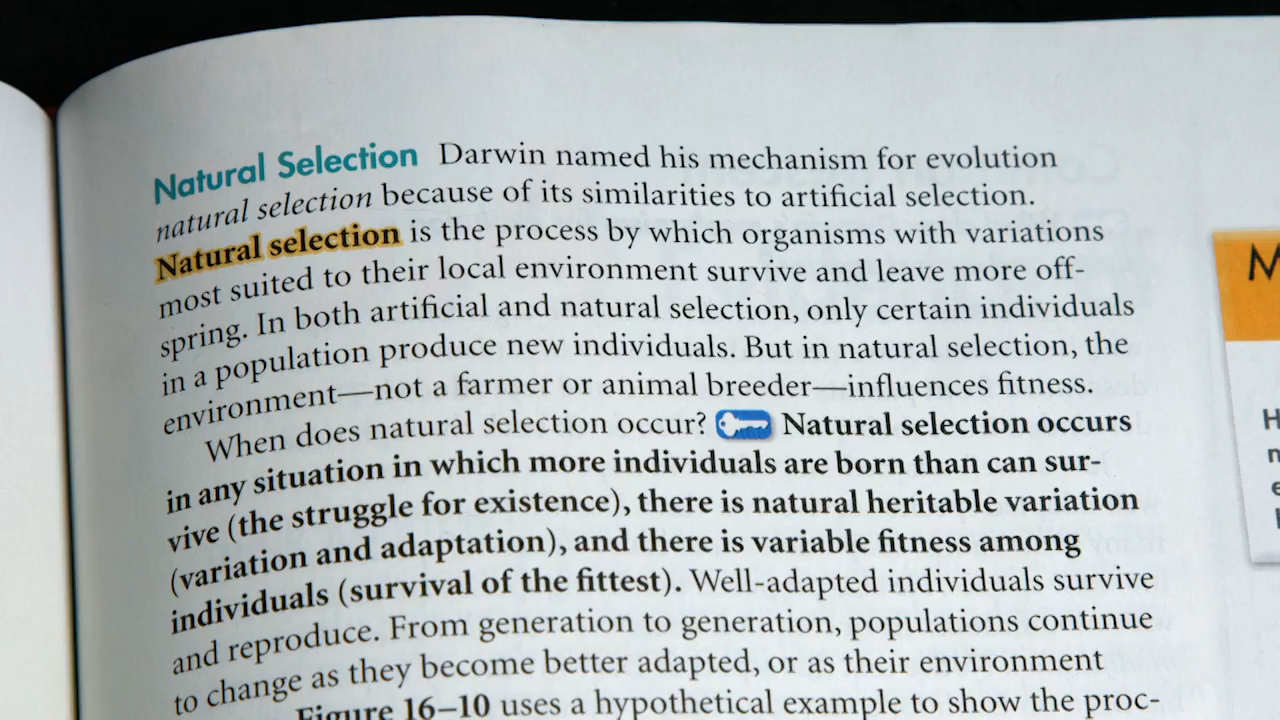 Natural Selection Darwin named his mechanism for evolution
natural selection because of its similarities to artificial selection.
Natural selection is the process by which organisms with variations
most suited to their local environment survive and leave more off-
spring. In both artificial and natural selection, only certain individuals
in a population produce new individuals. But in natural selection, the
environment—not a farmer or animal breeder—influences fitness.
When does natural selection occur? Natural selection occurs
in any situation in which more individuals are born than can sur-
vive (the struggle for existence), there is natural heritable variation
(variation and adaptation), and there is variable fitness among
individuals (survival of the fittest). Well-adapted individuals survive
and reproduce. From generation to generation, populations continue
to change as they become better adapted, or as their environment
Figure 16–10 uses a hypothetical example to show the proc-
M
H